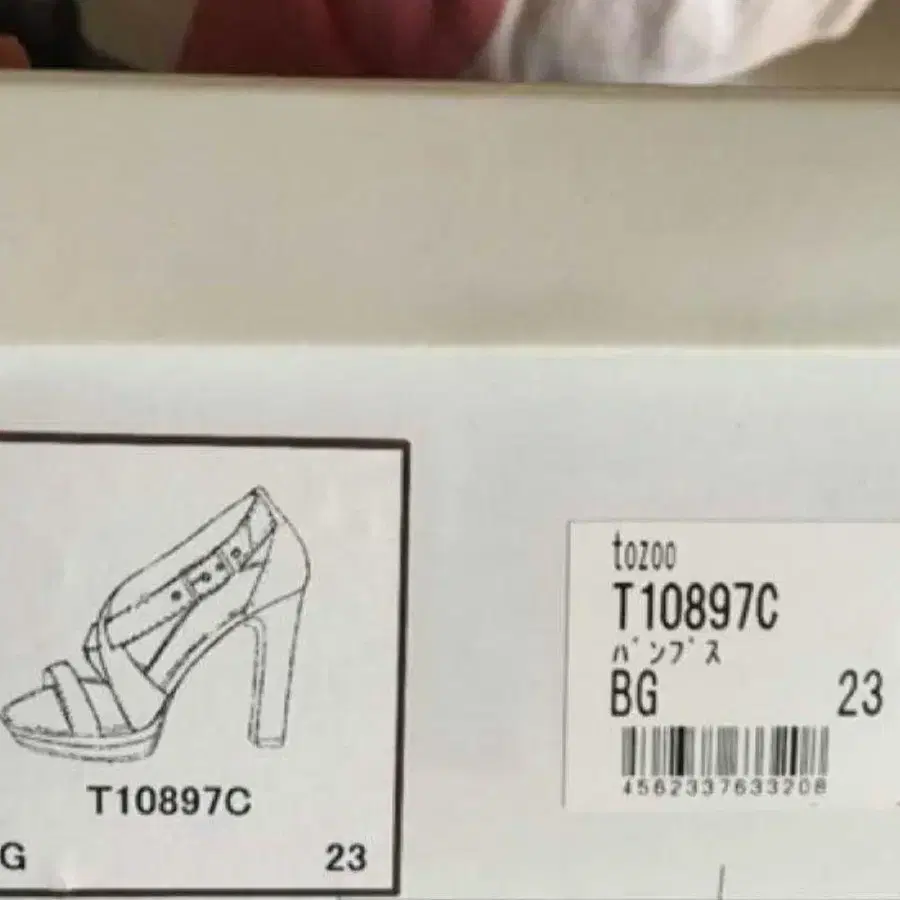 T10897C
G 23
tozoo
T10897C
ﾊﾟﾝﾌﾟｽ
BG 23
4562337633208